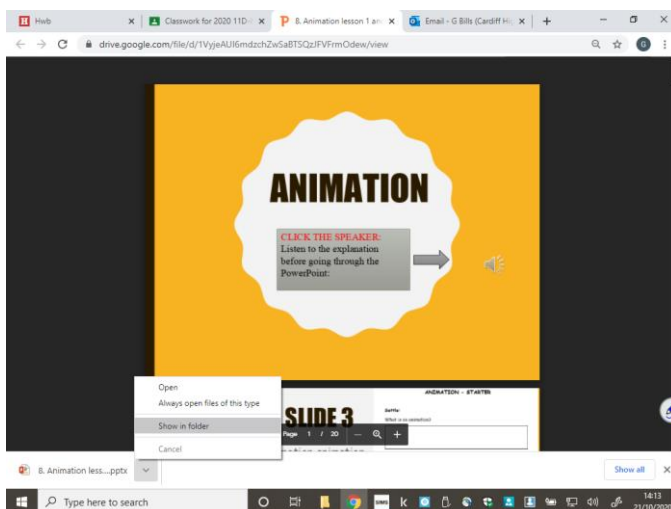 Hwb
Classwork for 2020 11D
8. Animation lesson 1 an
Email - G Bills (Cardiff Hi
drive.google.com/file/d/1VyjeAUI6mdzchZwSaBTSQzJFVFrmOdew/view
G
ANIMATION
CLICK THE SPEAKER:
Listen to the explanation
before going through the
PowerPoint:
Open
Always open files of this type
Show in folder
Cancel
SLIDE 3
ANIMATION - STARTER
Page 1 / 20
8. Animation less....pptx
Show all
Type here to search
SIMS
14:13